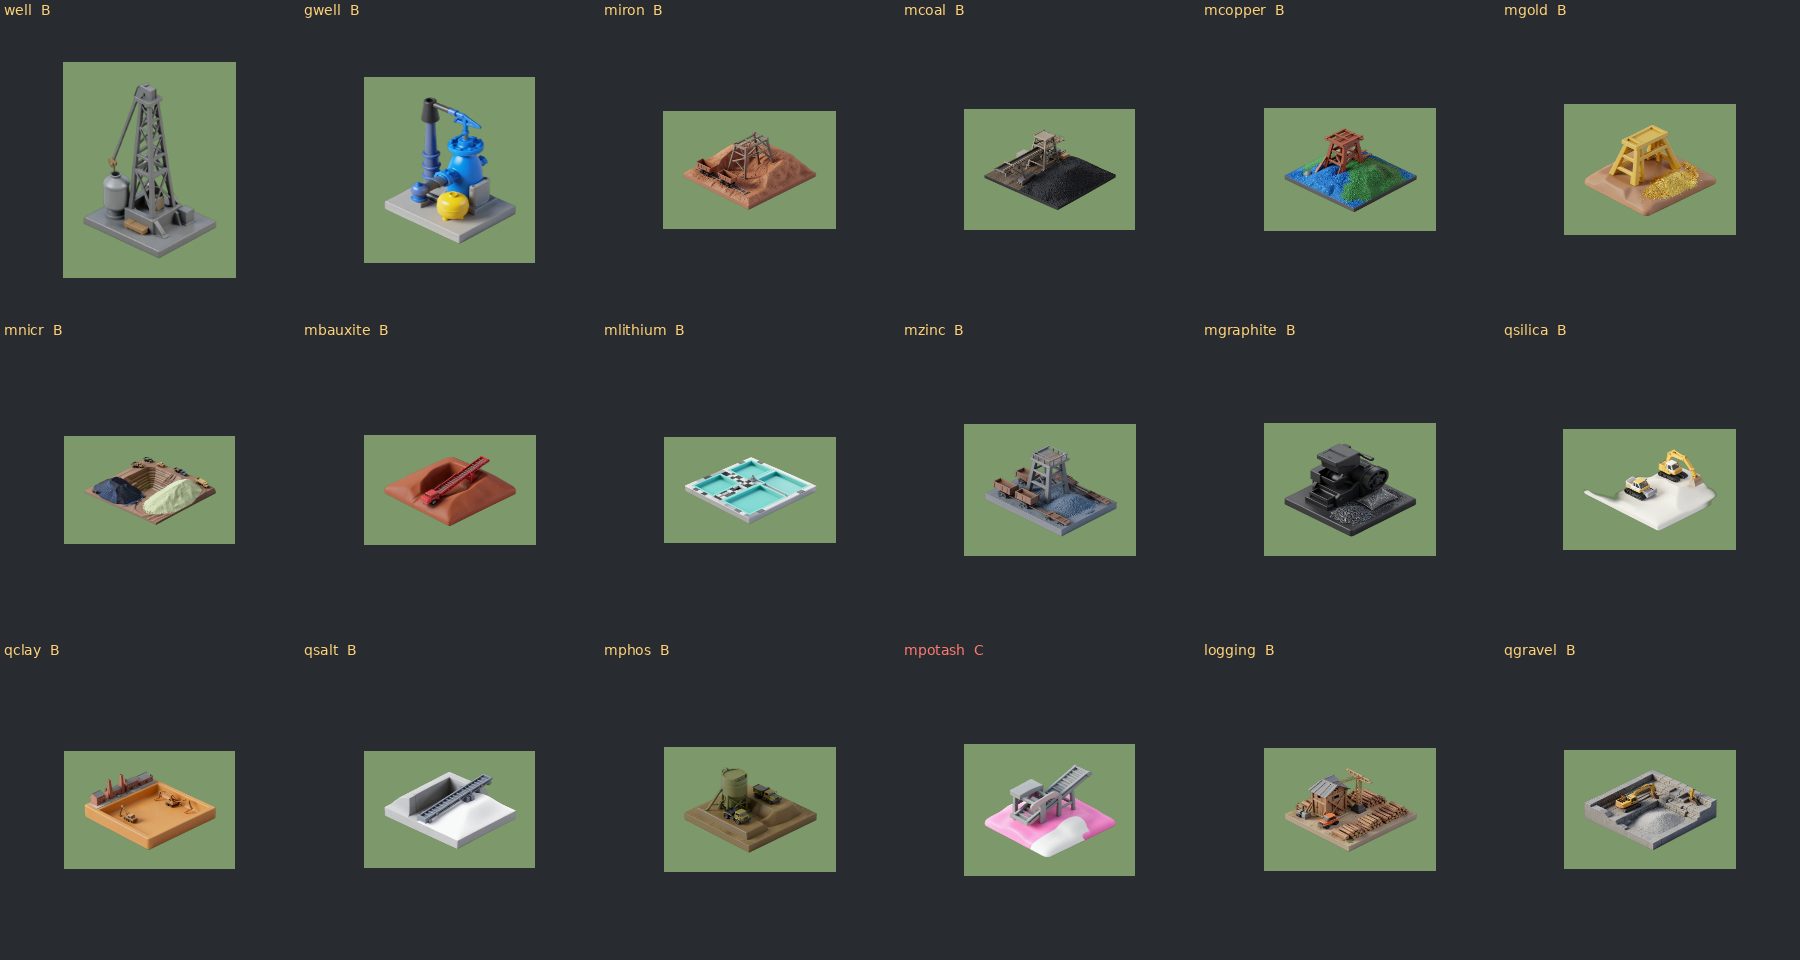 well B
gwell B
miron B
mcoal B
mcopper B
mgold B
mnicr B
mbauxite B
mlithium B
mzinc B
mgraphite B
qsilica B
qclay B
qsalt B
mphos B
mpotash C
logging B
qgravel B